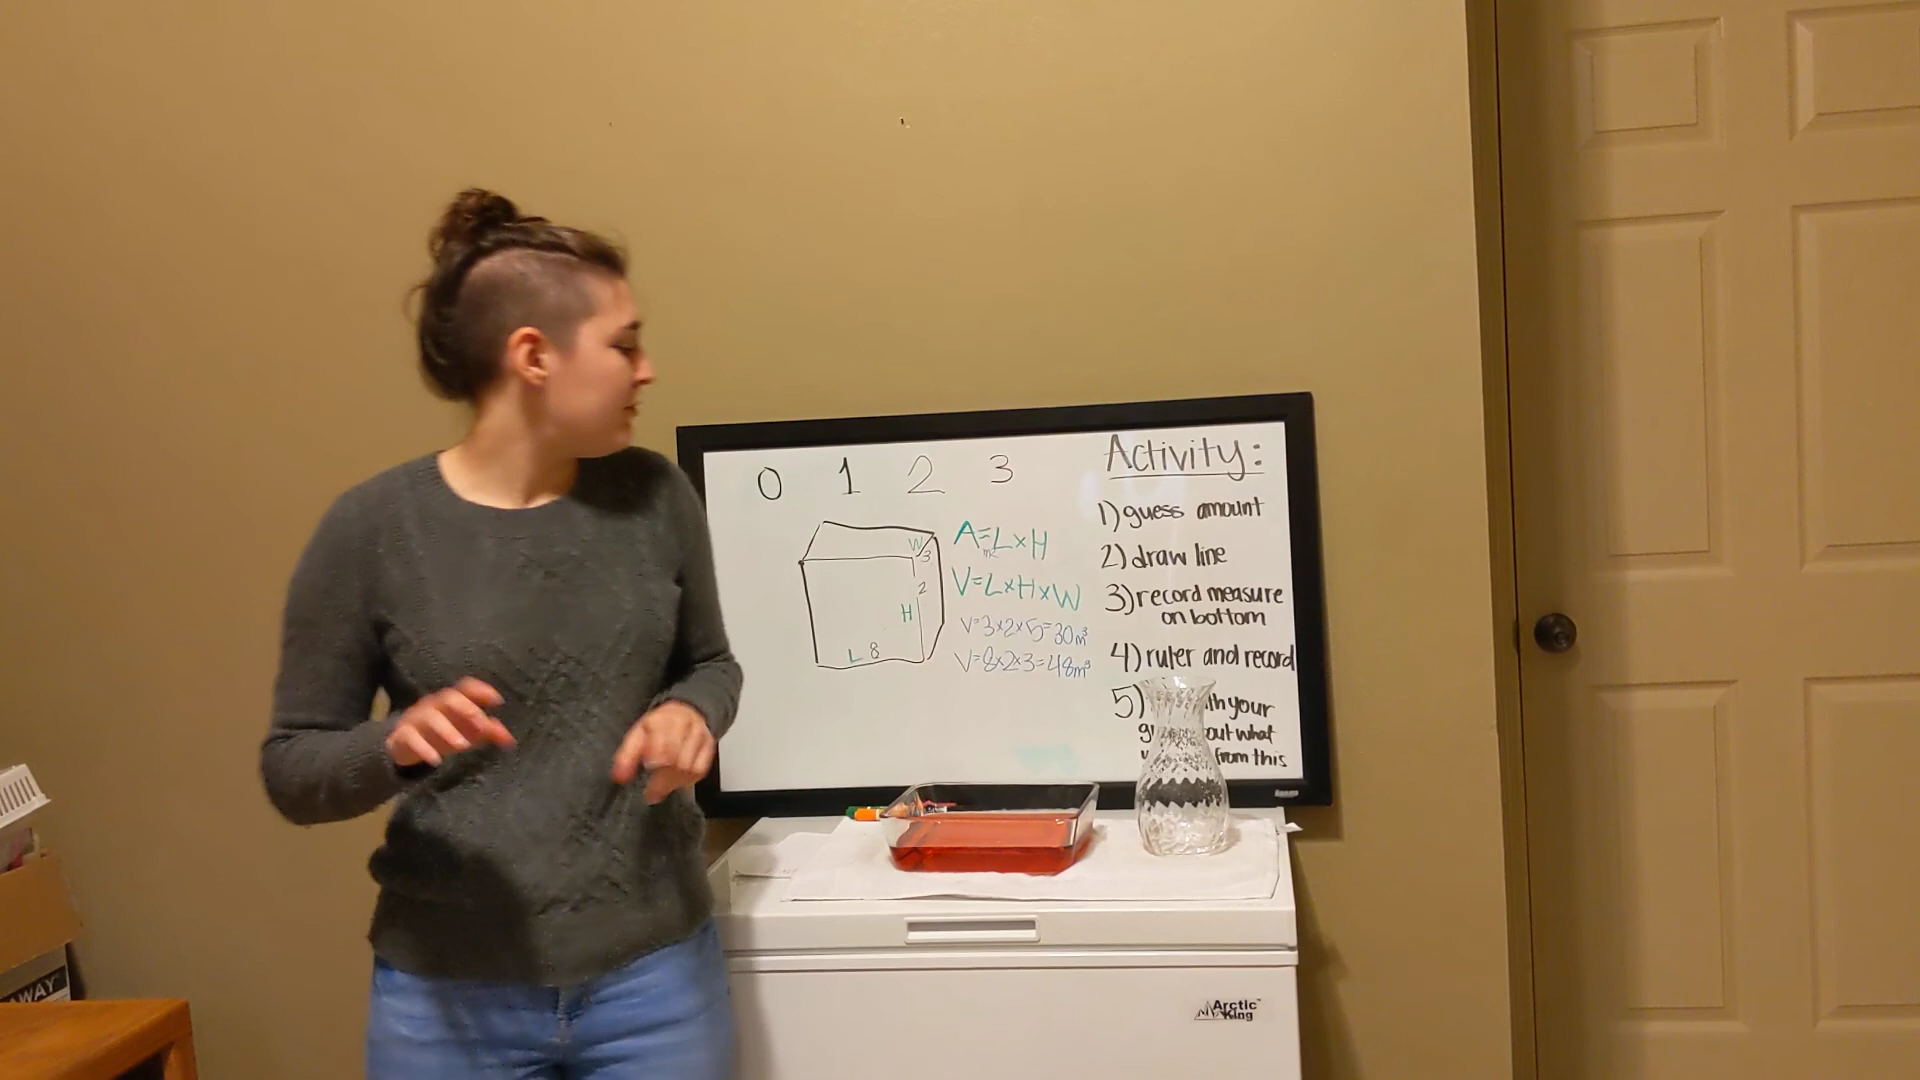 0 1 2 3
W
3
2
H
L 8
A=L×H
V=L×H×W
V=3×2×5=30m³
V=8×2×3=48m³
Activity:
1) guess amount
2) draw line
3) record measure
on bottom
4) ruler and record
5) your
what
from this
Arctic
King
AWAY